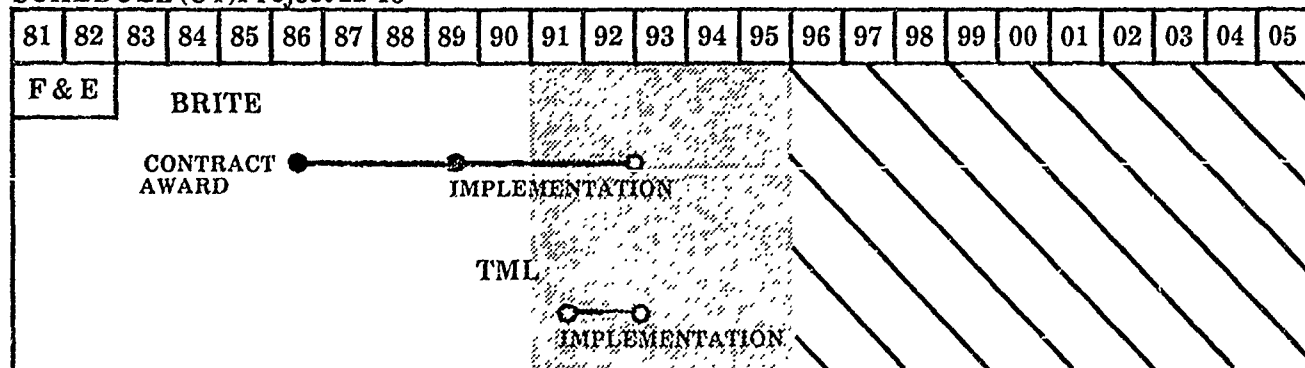 81 82 83 84 85 86 87 88 89 90 91 92 93 94 95 96 97 98 99 00 01 02 03 04 05
F & E
BRITE
CONTRACT
AWARD
IMPLEMENTATION
TML
IMPLEMENTATION